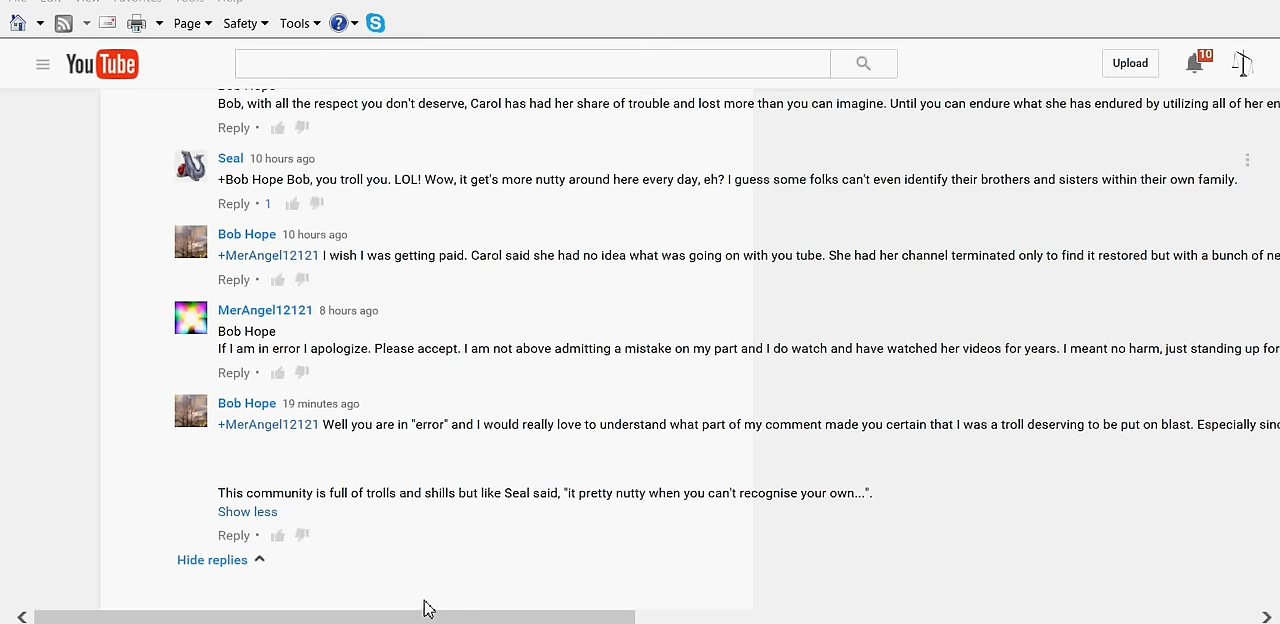 Page
Safety
Tools
?
S
YouTube
Upload
10
Bob, with all the respect you don't deserve, Carol has had her share of trouble and lost more than you can imagine. Until you can endure what she has endured by utilizing all of her en
Reply •
Seal 10 hours ago
+Bob Hope Bob, you troll you. LOL! Wow, it get's more nutty around here every day, eh? I guess some folks can't even identify their brothers and sisters within their own family.
Reply • 1
Bob Hope 10 hours ago
+MerAngel12121 I wish I was getting paid. Carol said she had no idea what was going on with you tube. She had her channel terminated only to find it restored but with a bunch of ne
Reply •
MerAngel12121 8 hours ago
Bob Hope
If I am in error I apologize. Please accept. I am not above admitting a mistake on my part and I do watch and have watched her videos for years. I meant no harm, just standing up for
Reply •
Bob Hope 19 minutes ago
+MerAngel12121 Well you are in "error" and I would really love to understand what part of my comment made you certain that I was a troll deserving to be put on blast. Especially sinc
This community is full of trolls and shills but like Seal said, "it pretty nutty when you can't recognise your own...".
Show less
Reply •
Hide replies